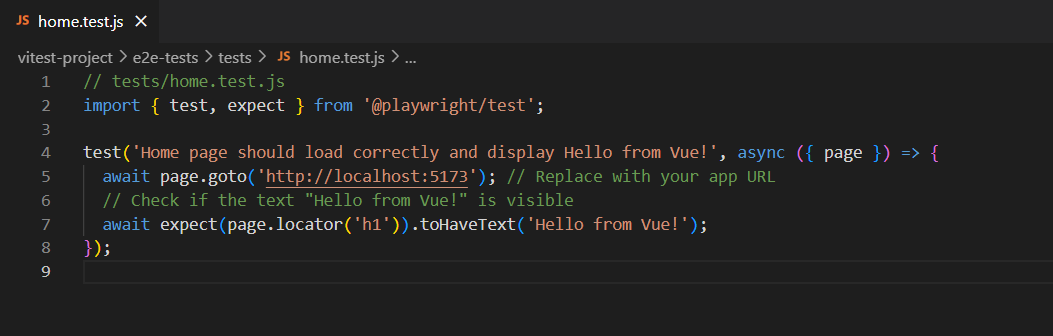 JS home.test.js ×
vitest-project > e2e-tests > tests > JS home.test.js > ...
1 // tests/home.test.js
2 import { test, expect } from '@playwright/test';
3
4 test('Home page should load correctly and display Hello from Vue!', async ({ page }) => {
5 await page.goto('http://localhost:5173'); // Replace with your app URL
6 // Check if the text "Hello from Vue!" is visible
7 await expect(page.locator('h1')).toHaveText('Hello from Vue!');
8 });
9